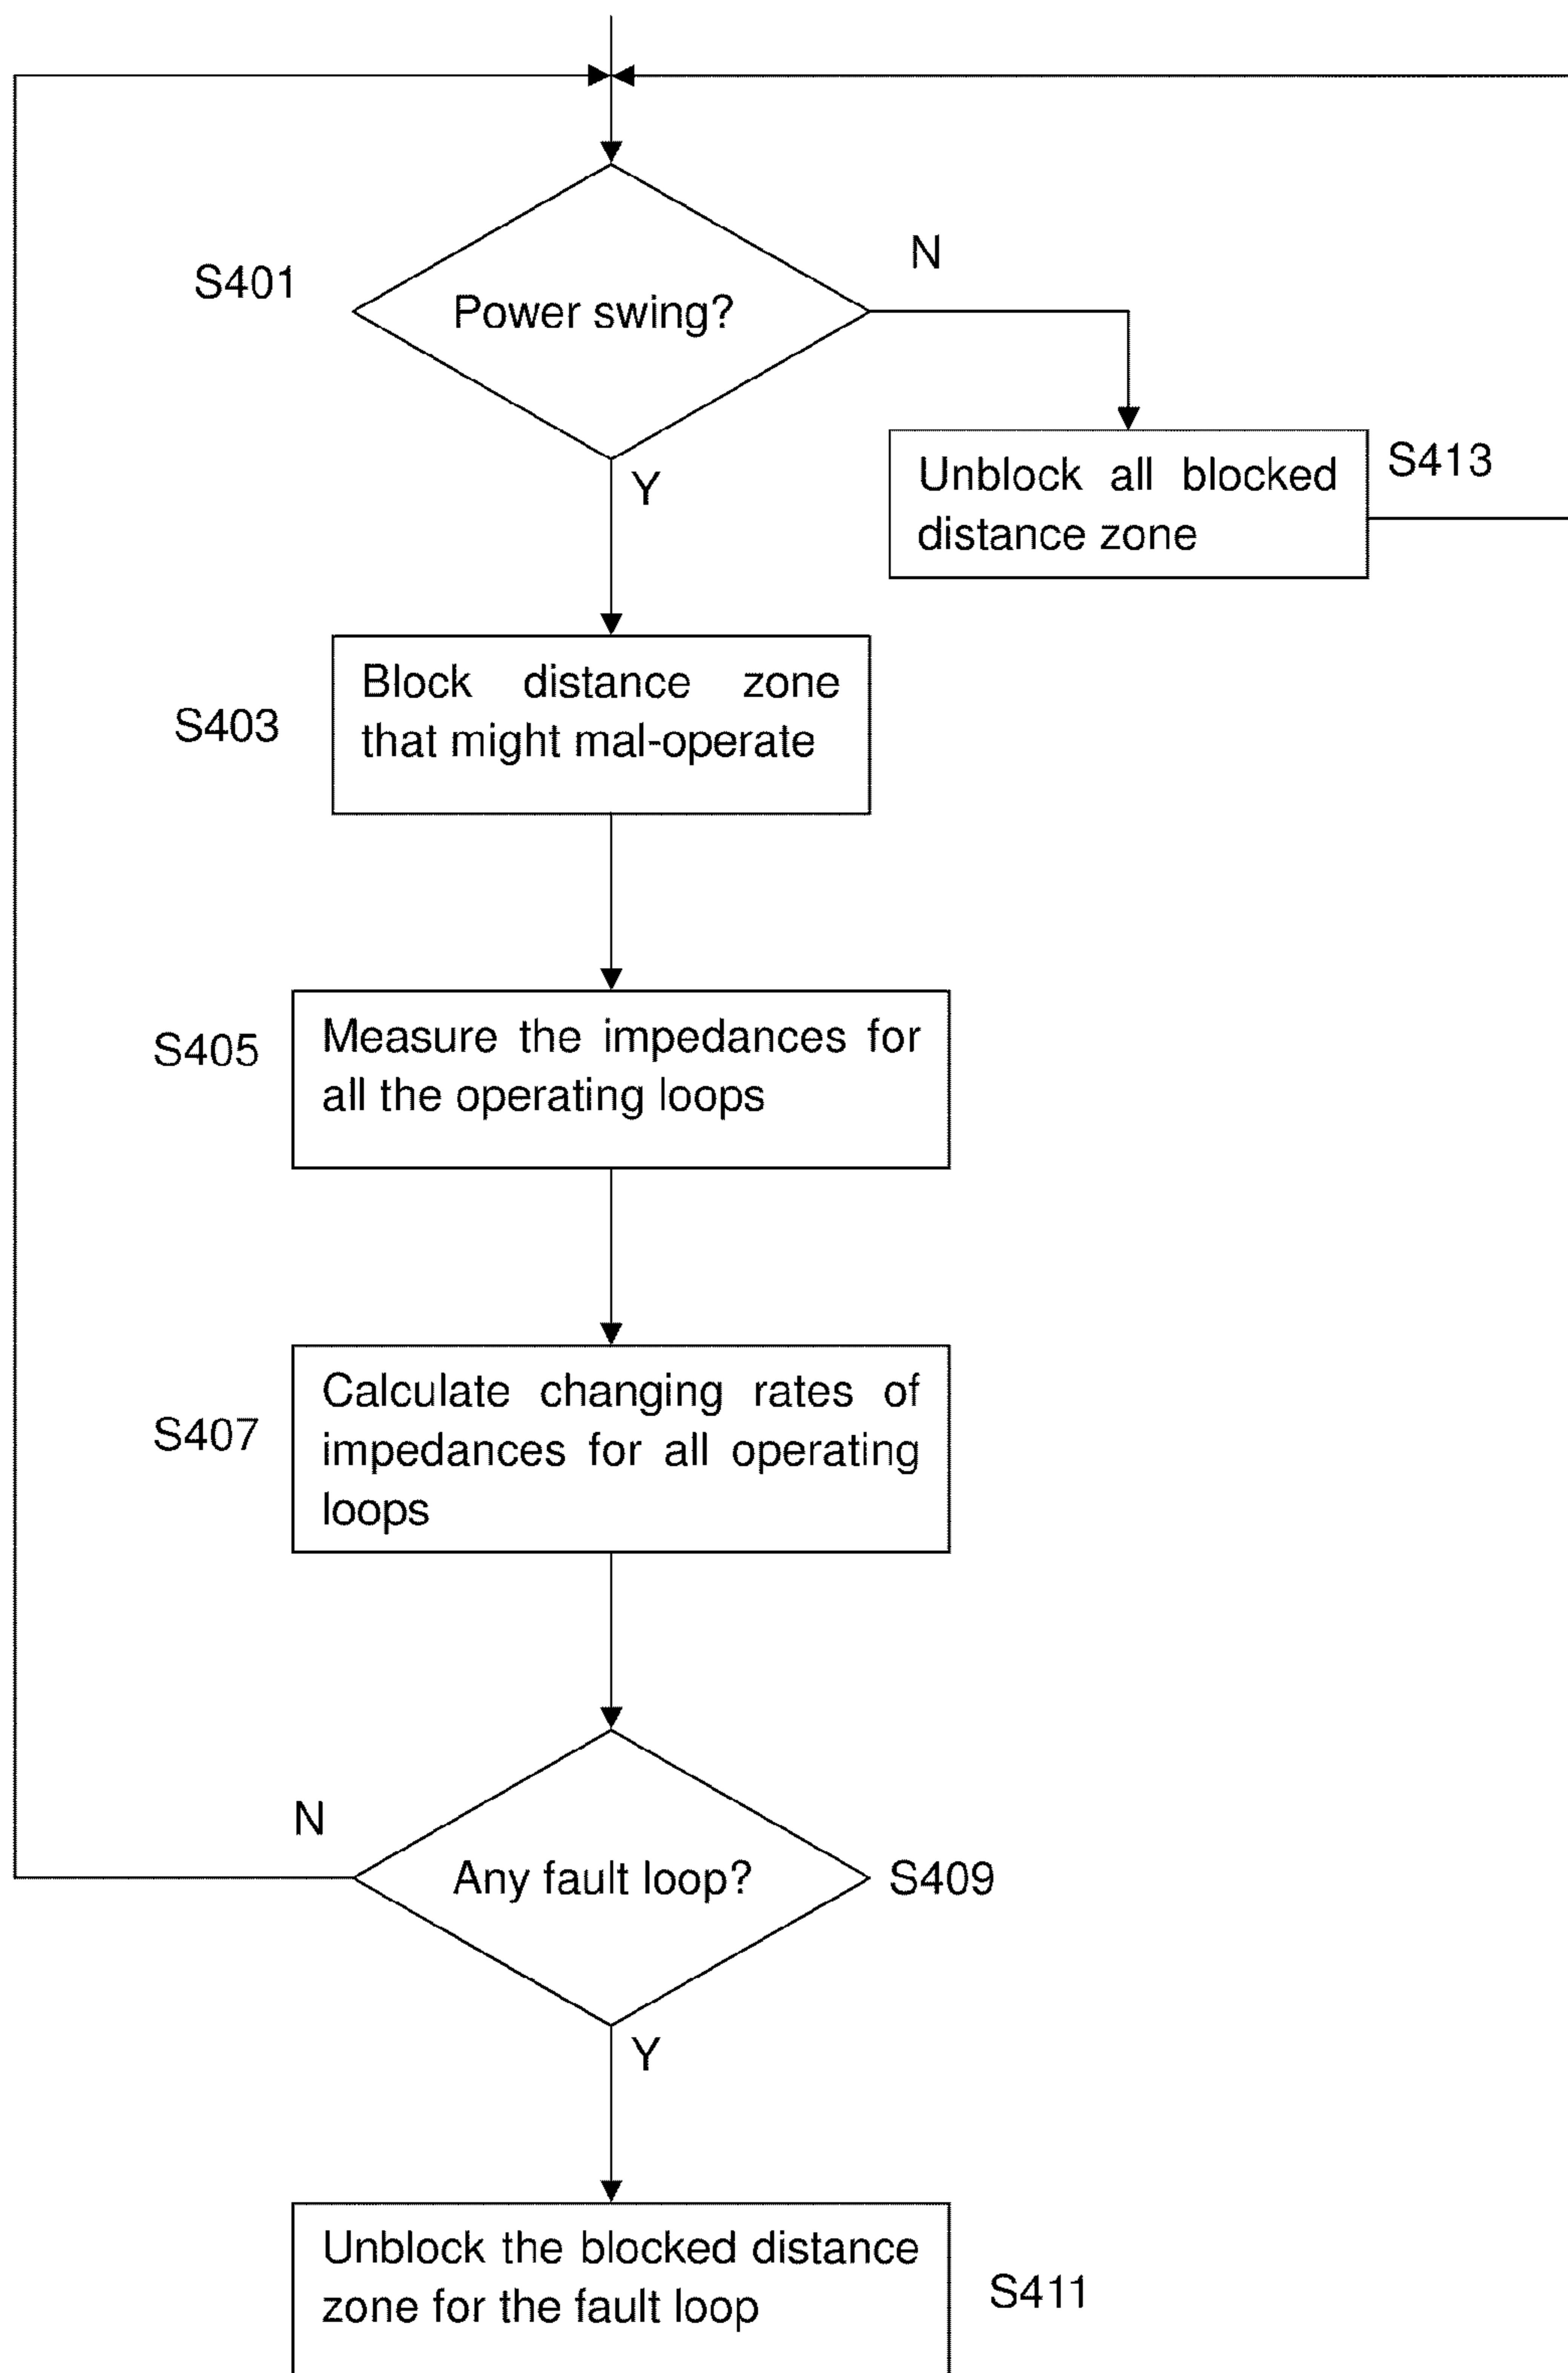 N
S401
Power swing?
Y
Unblock all blocked
distance zone
S413
Block distance zone
that might mal-operate
S403
Measure the impedances for
all the operating loops
S405
Calculate changing rates of
impedances for all operating
loops
S407
N
Any fault loop?
S409
Y
Unblock the blocked distance
zone for the fault loop
S411